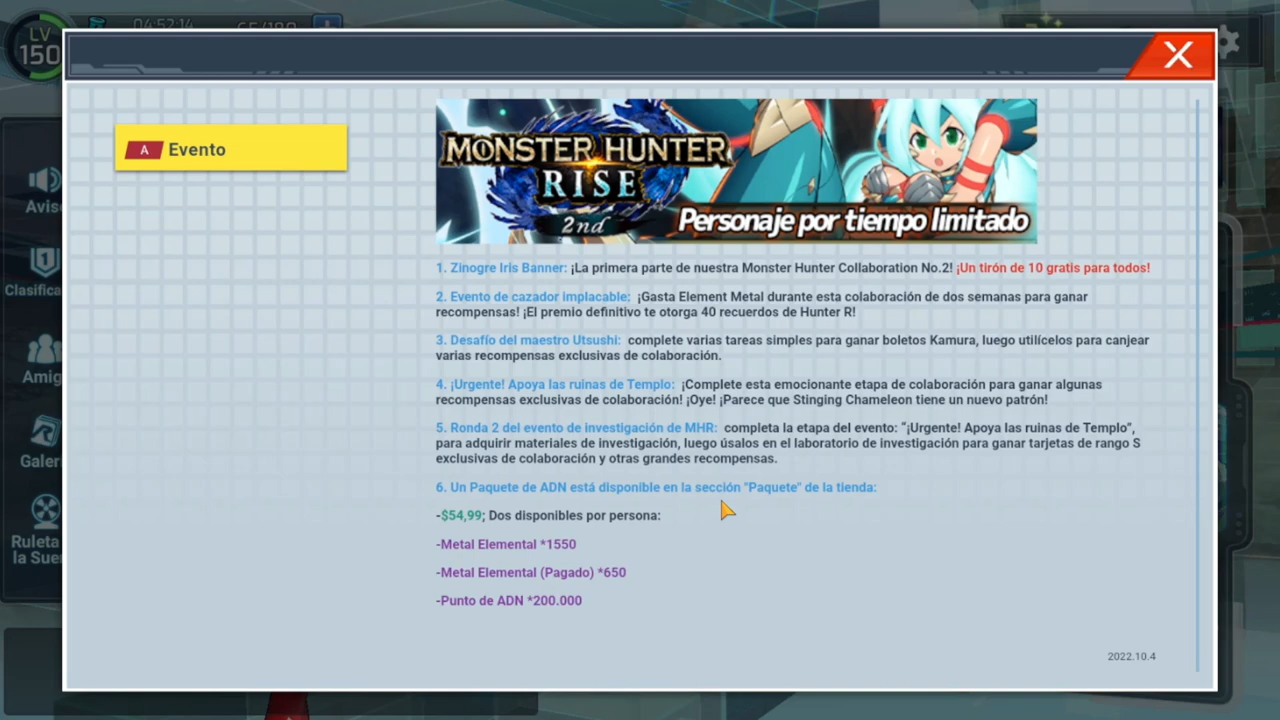 LV
150
04:52:14
65/180
A Evento
Aviso
Clasifica
Amig
Galerí
Ruleta
la Suer
MONSTER HUNTER
RISE
2nd
Personaje por tiempo limitado
1. Zinogre Iris Banner: ¡La primera parte de nuestra Monster Hunter Collaboration No.2! ¡Un tirón de 10 gratis para todos!
2. Evento de cazador implacable: ¡Gasta Element Metal durante esta colaboración de dos semanas para ganar
recompensas! ¡El premio definitivo te otorga 40 recuerdos de Hunter R!
3. Desafío del maestro Utsushi: complete varias tareas simples para ganar boletos Kamura, luego utilícelos para canjear
varias recompensas exclusivas de colaboración.
4. ¡Urgente! Apoya las ruinas de Templo: ¡Complete esta emocionante etapa de colaboración para ganar algunas
recompensas exclusivas de colaboración! ¡Oye! ¡Parece que Stinging Chameleon tiene un nuevo patrón!
5. Ronda 2 del evento de investigación de MHR: completa la etapa del evento: “¡Urgente! Apoya las ruinas de Templo”,
para adquirir materiales de investigación, luego úsalos en el laboratorio de investigación para ganar tarjetas de rango S
exclusivas de colaboración y otras grandes recompensas.
6. Un Paquete de ADN está disponible en la sección "Paquete" de la tienda:
-$54,99; Dos disponibles por persona:
-Metal Elemental *1550
-Metal Elemental (Pagado) *650
-Punto de ADN *200.000
2022.10.4